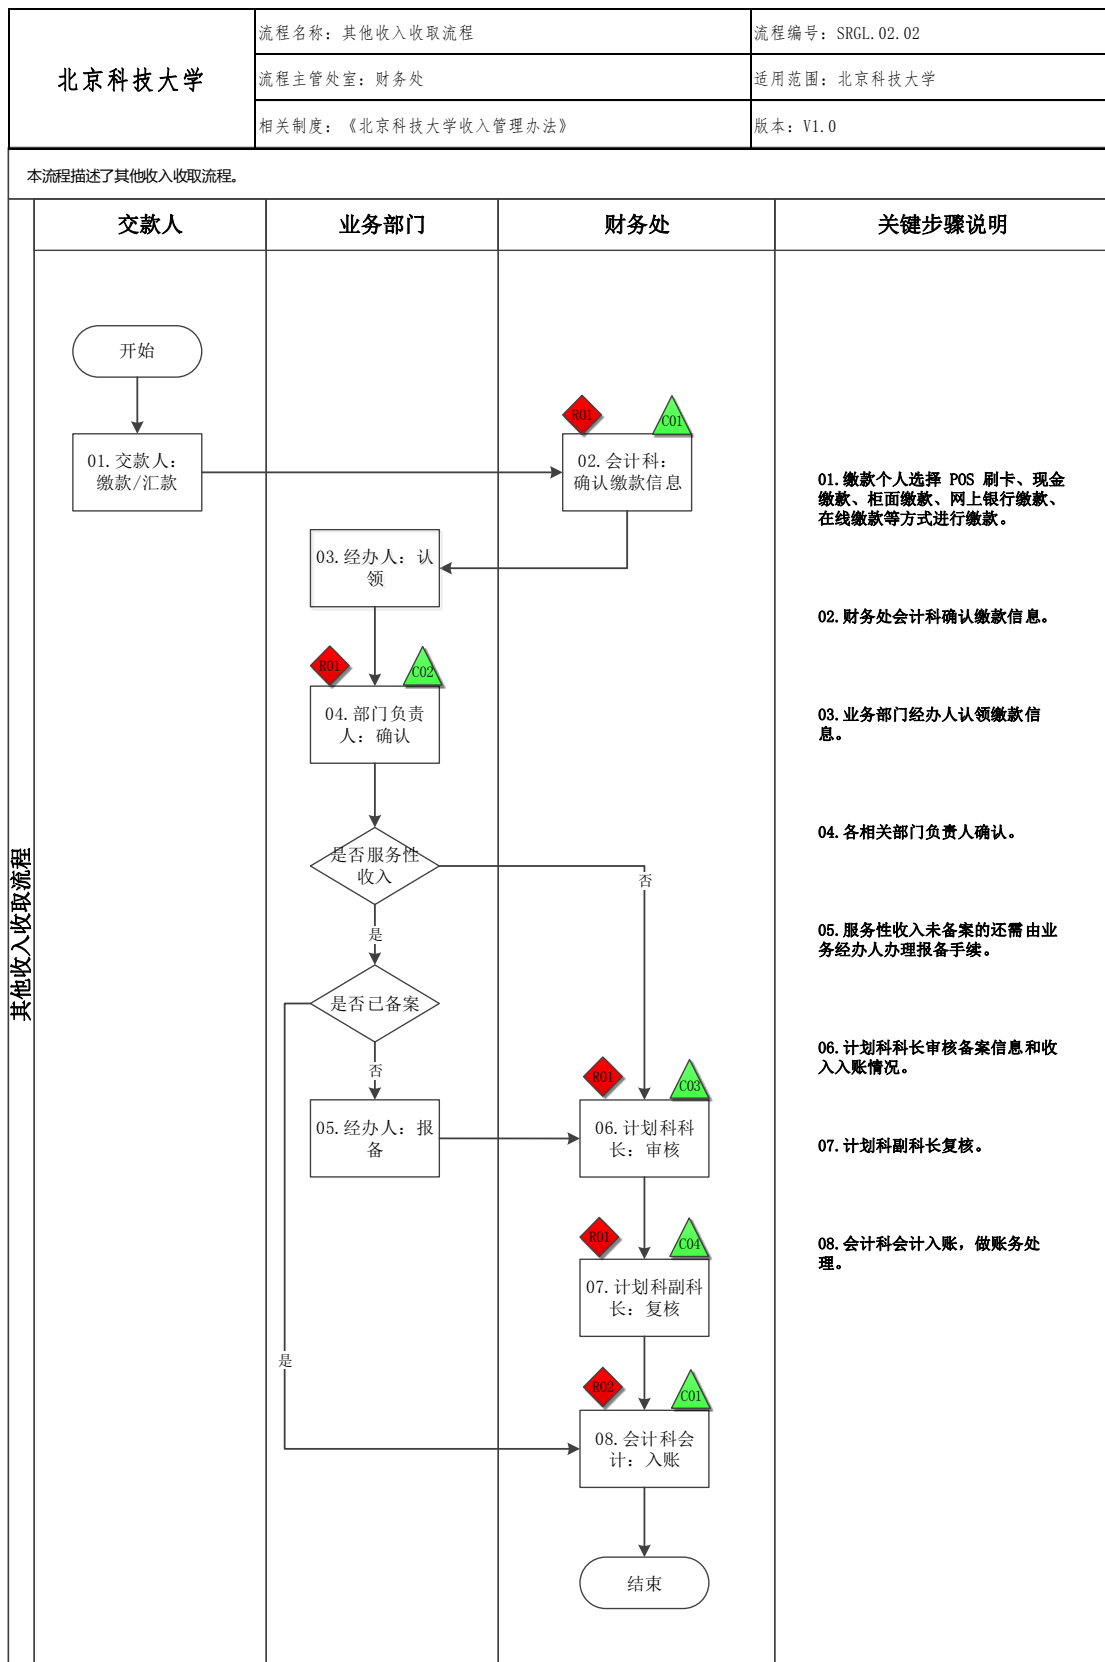 北京科技大学
流程名称：其他收入收取流程
流程编号：SRGL.02.02
流程主管处室：财务处
适用范围：北京科技大学
相关制度：《北京科技大学收入管理办法》
版本：V1.0
本流程描述了其他收入收取流程。
其他收入收取流程
交款人
业务部门
财务处
关键步骤说明
开始
01.交款人：
缴款/汇款
R01
C01
02.会计科：
确认缴款信息
03.经办人：认
领
R01
C02
04.部门负责
人：确认
是否服务性
收入
否
是
是否已备案
否
是
05.经办人：报
备
R01
C03
06.计划科科
长：审核
R01
C04
07.计划科副科
长：复核
R02
C01
08.会计科会
计：入账
结束
01.缴款个人选择 POS 刷卡、现金
缴款、柜面缴款、网上银行缴款、
在线缴款等方式进行缴款。
02.财务处会计科确认缴款信息。
03.业务部门经办人认领缴款信
息。
04.各相关部门负责人确认。
05.服务性收入未备案的还需由业
务经办人办理报备手续。
06.计划科科长审核备案信息和收
入入账情况。
07.计划科副科长复核。
08.会计科会计入账，做账务处
理。